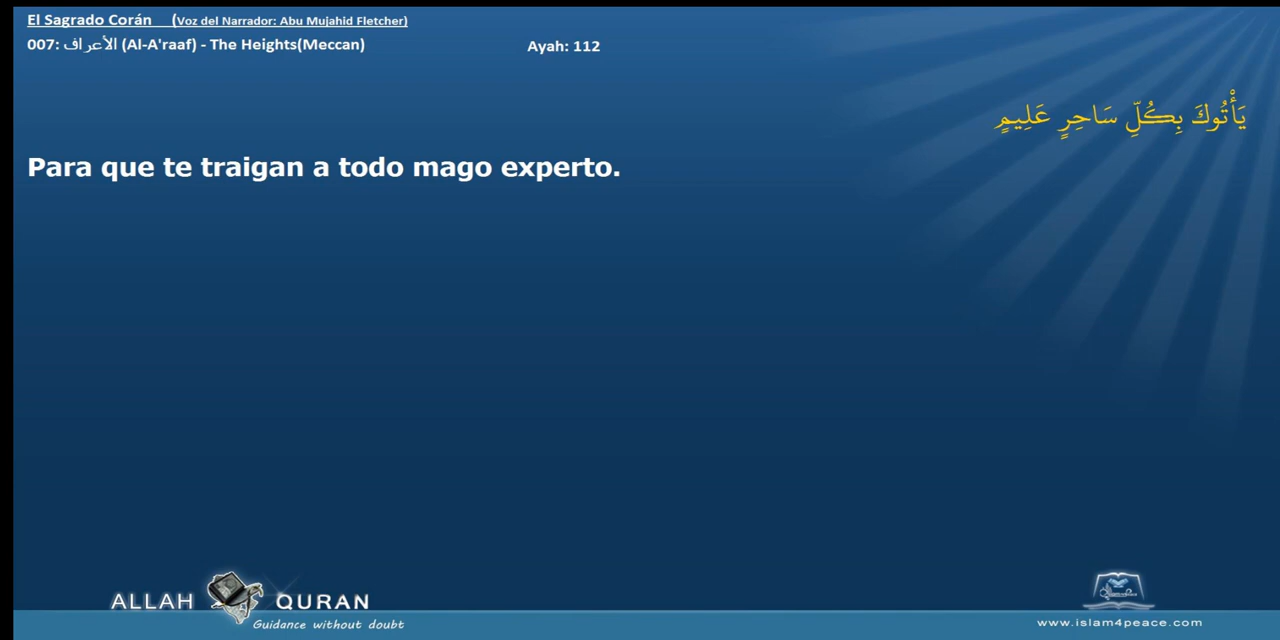 El Sagrado Corán (Voz del Narrador: Abu Mujahid Fletcher)
007: الأعراف (Al-A'raaf) - The Heights(Meccan) Ayah: 112
يَأْتُوكَ بِكُلِّ سَاحِرٍ عَلِيمٍ
Para que te traigan a todo mago experto.
ALLAH QURAN
Guidance without doubt
www.islam4peace.com